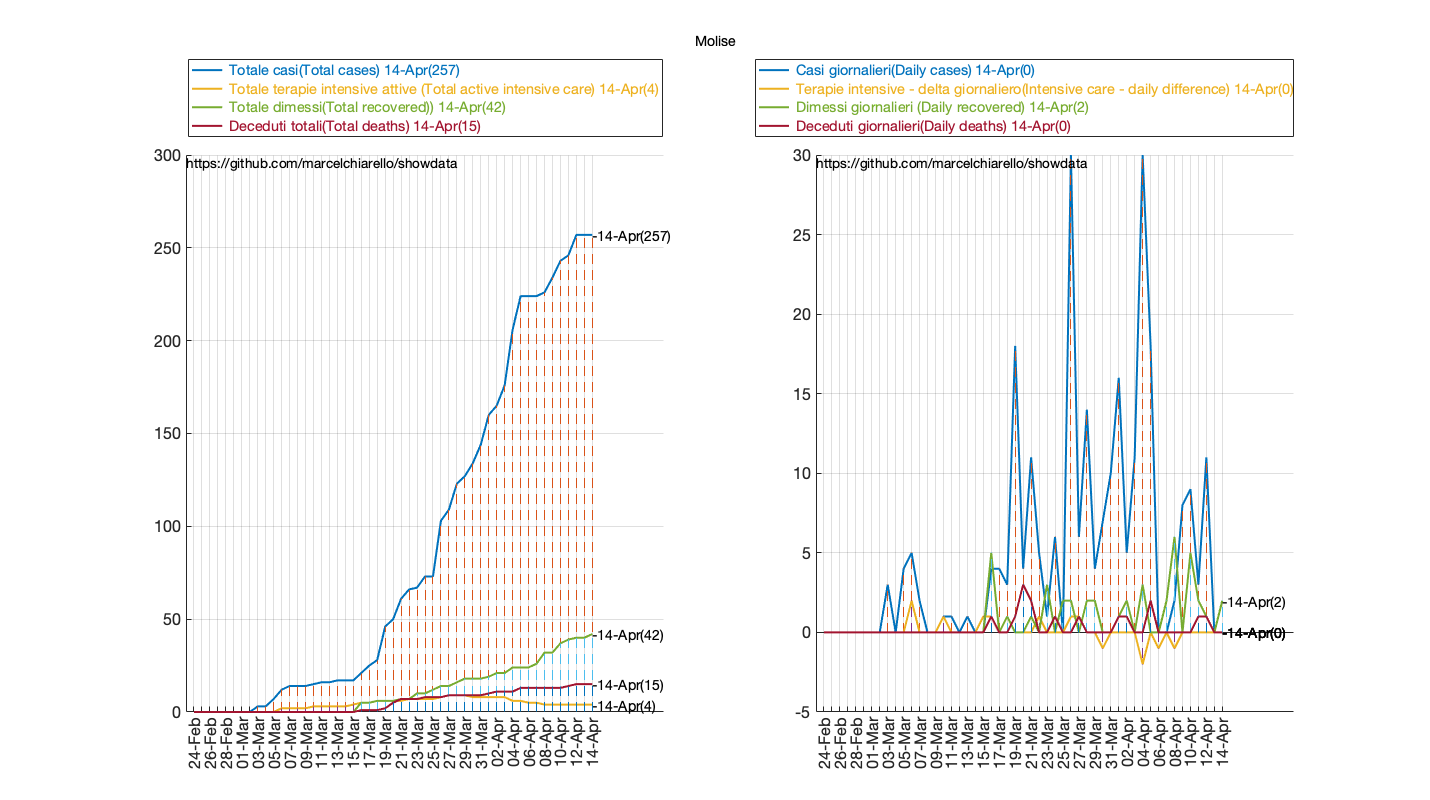 Molise
Totale casi(Total cases) 14-Apr(257)
Totale terapie intensive attive (Total active intensive care) 14-Apr(4)
Totale dimessi(Total recovered)) 14-Apr(42)
Deceduti totali(Total deaths) 14-Apr(15)
https://github.com/marcelchiarello/showdata
300
250
200
150
100
50
0
-14-Apr(257)
-14-Apr(42)
-14-Apr(15)
-14-Apr(4)
24-Feb
26-Feb
28-Feb
01-Mar
03-Mar
05-Mar
07-Mar
09-Mar
11-Mar
13-Mar
15-Mar
17-Mar
19-Mar
21-Mar
23-Mar
25-Mar
27-Mar
29-Mar
31-Mar
02-Apr
04-Apr
06-Apr
08-Apr
10-Apr
12-Apr
14-Apr
Casi giornalieri(Daily cases) 14-Apr(0)
Terapie intensive - delta giornaliero(Intensive care - daily difference) 14-Apr(0)
Dimessi giornalieri (Daily recovered) 14-Apr(2)
Deceduti giornalieri(Daily deaths) 14-Apr(0)
https://github.com/marcelchiarello/showdata
30
25
20
15
10
5
0
-5
-14-Apr(2)
-14-Apr(0)
24-Feb
26-Feb
28-Feb
01-Mar
03-Mar
05-Mar
07-Mar
09-Mar
11-Mar
13-Mar
15-Mar
17-Mar
19-Mar
21-Mar
23-Mar
25-Mar
27-Mar
29-Mar
31-Mar
02-Apr
04-Apr
06-Apr
08-Apr
10-Apr
12-Apr
14-Apr